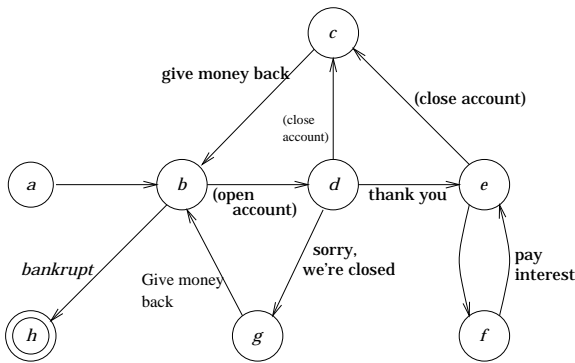 c
give money back
(close account)
(close
account)
a
b
d
e
(open
account)
thank you
bankrupt
Give money
back
sorry,
we're closed
pay
interest
h
g
f